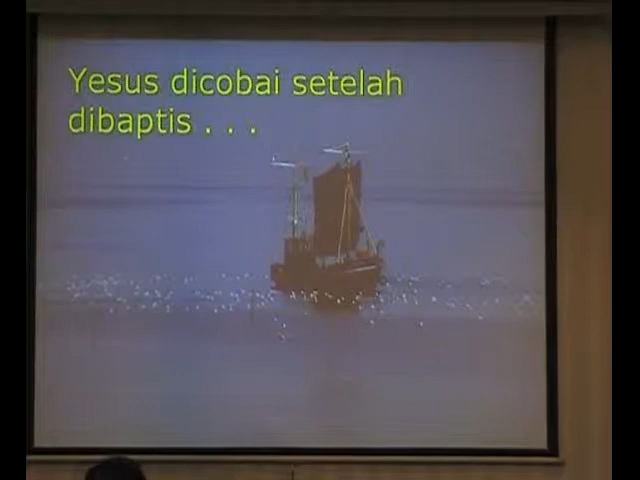 Yesus dicobai setelah
dibaptis . . .